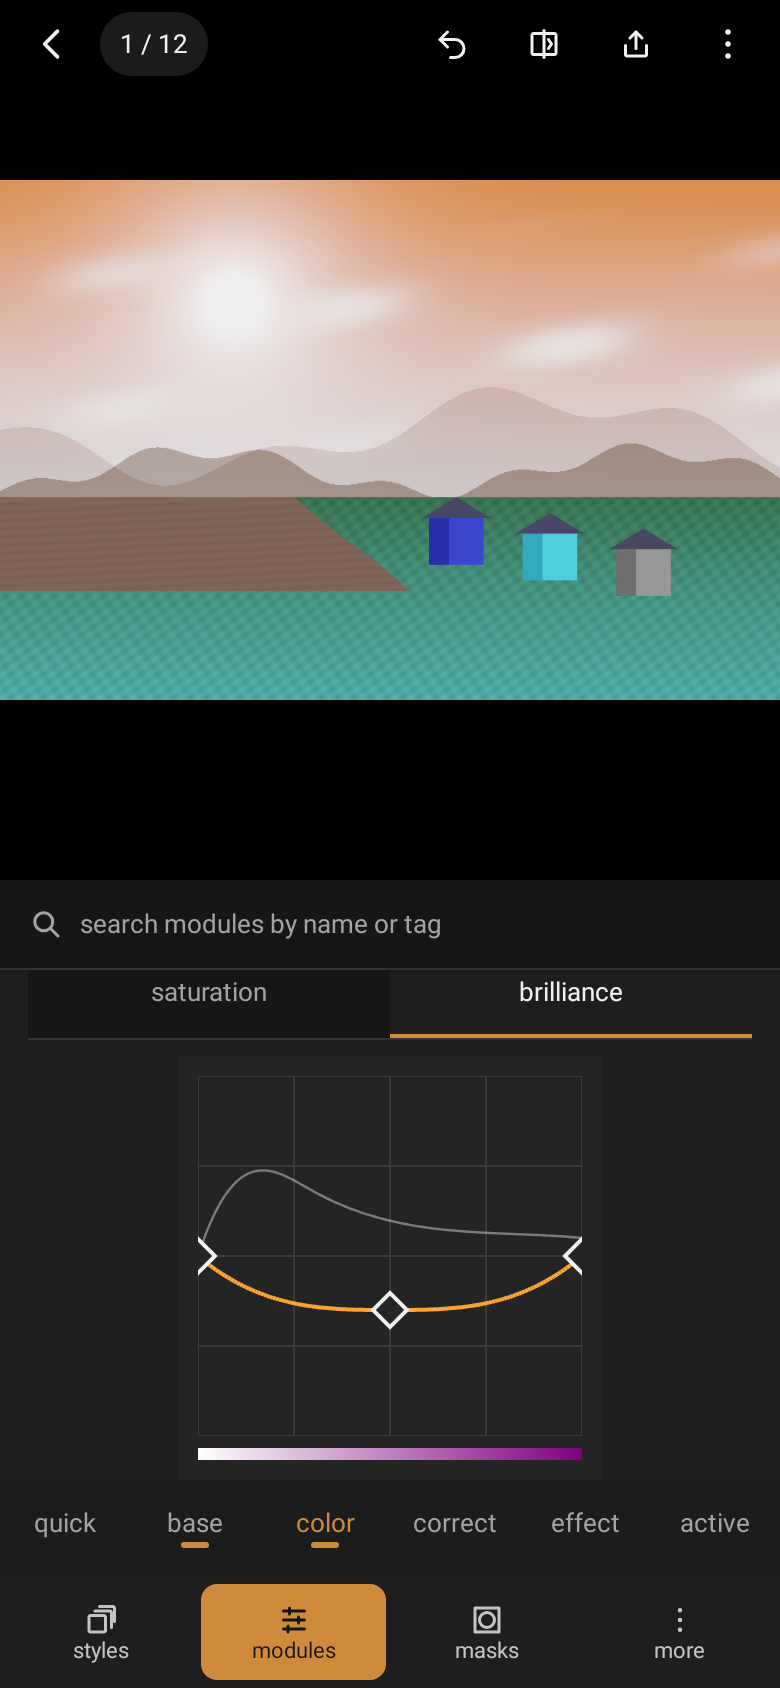 1 / 12
search modules by name or tag
saturation
brilliance
quick
base
color
correct
effect
active
styles
modules
masks
more